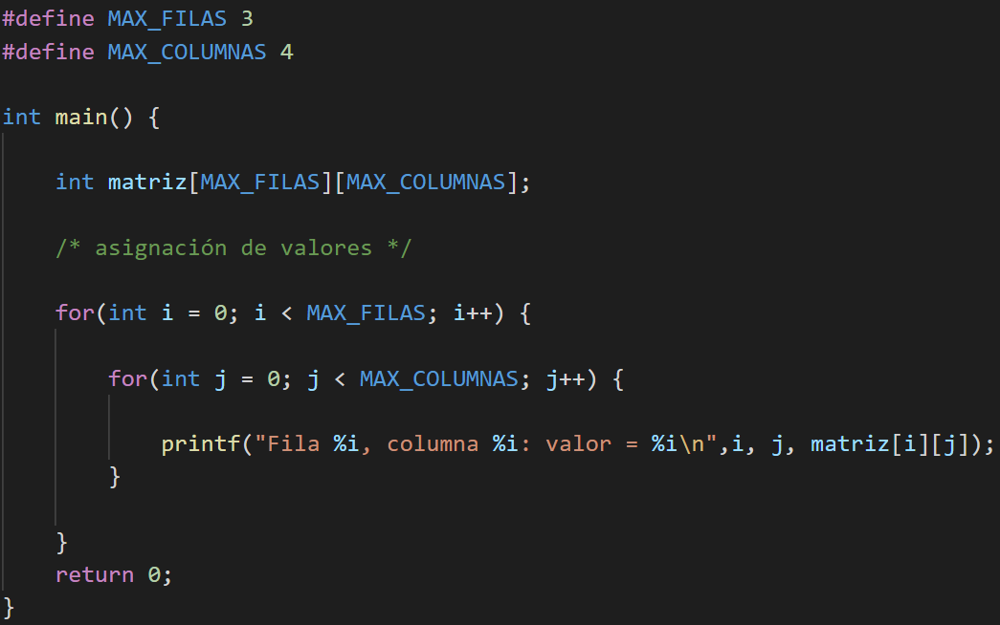 #define MAX_FILAS 3
#define MAX_COLUMNAS 4
int main() {
int matriz[MAX_FILAS][MAX_COLUMNAS];
/* asignación de valores */
for(int i = 0; i < MAX_FILAS; i++) {
for(int j = 0; j < MAX_COLUMNAS; j++) {
printf("Fila %i, columna %i: valor = %i\n",i, j, matriz[i][j]);
}
}
return 0;
}